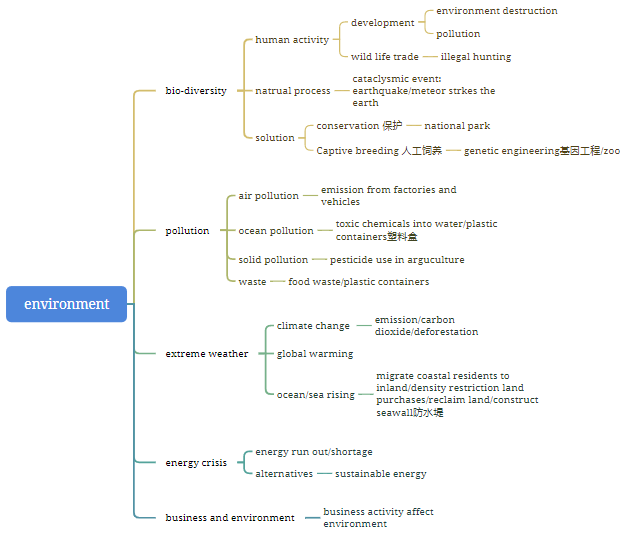 environment
bio-diversity
human activity
development
environment destruction
pollution
wild life trade
illegal hunting
natrual process
cataclysmic event:
earthquake/meteor strkes the
earth
solution
conservation 保护
national park
Captive breeding 人工饲养
genetic engineering基因工程/zoo
pollution
air pollution
emission from factories and
vehicles
ocean pollution
toxic chemicals into water/plastic
containers塑料盒
solid pollution
pesticide use in arguculture
waste
food waste/plastic containers
extreme weather
climate change
emission/carbon
dioxide/deforestation
global warming
ocean/sea rising
migrate coastal residents to
inland/density restriction land
purchases/reclaim land/construct
seawall防水堤
energy crisis
energy run out/shortage
alternatives
sustainable energy
business and environment
business activity affect
environment